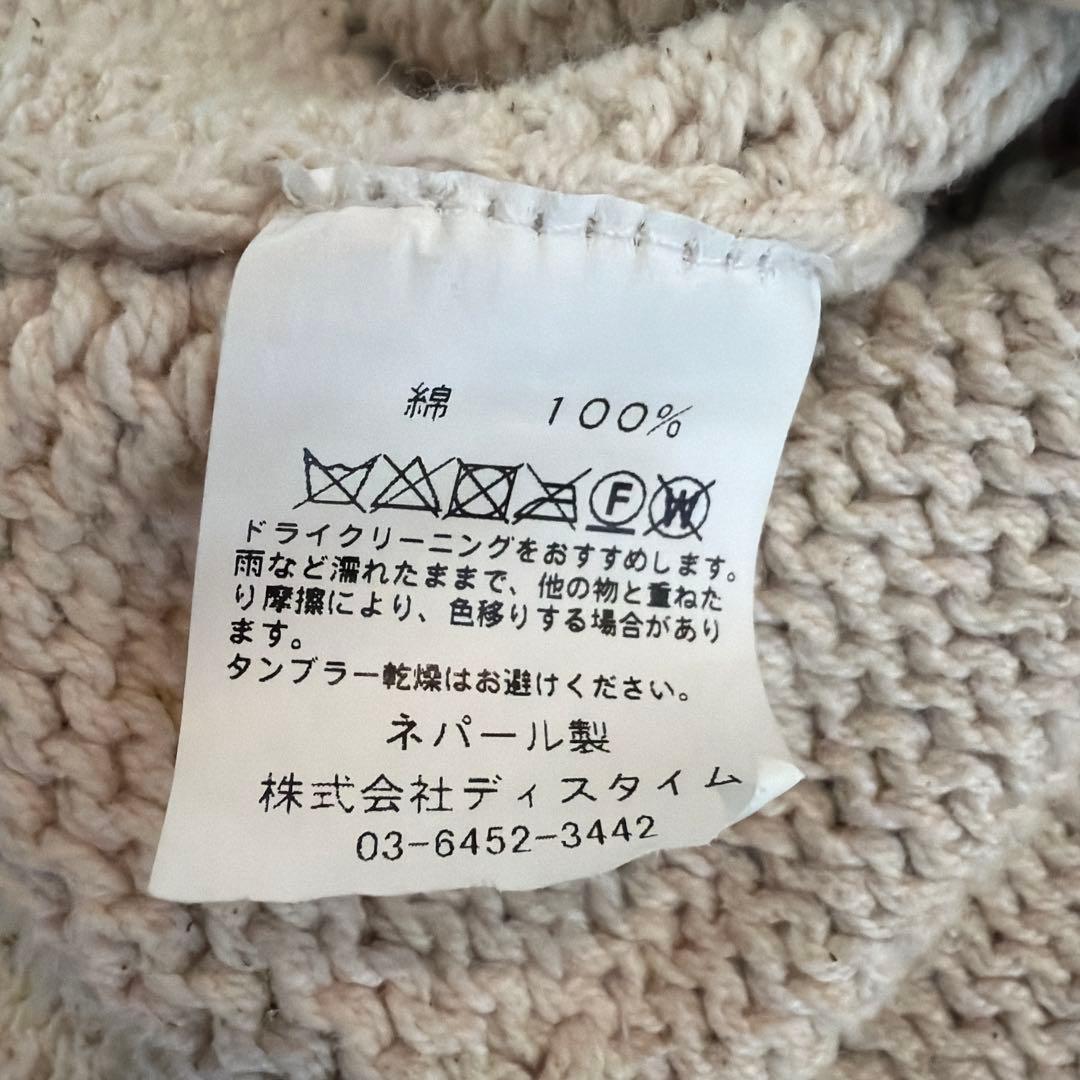 綿 100%
F W
ドライクリーニングをおすすめします。
雨など濡れたままで、他の物と重ねた
り摩擦により、色移りする場合があり
ます。
タンブラー乾燥はお避けください。
ネパール製
株式会社ディスタイム
03-6452-3442